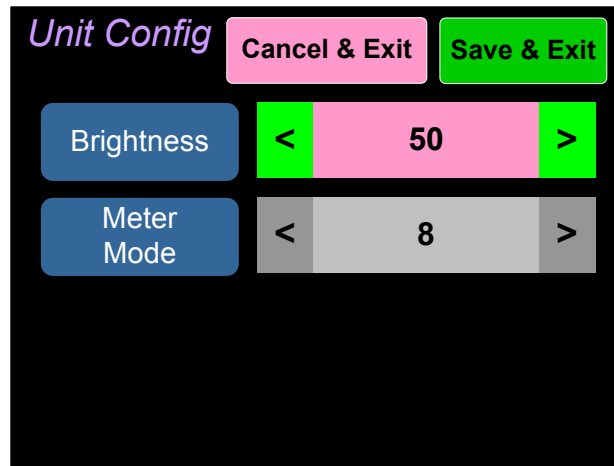 Unit Config
Cancel & Exit
Save & Exit
Brightness
<
50
>
Meter
Mode
<
8
>